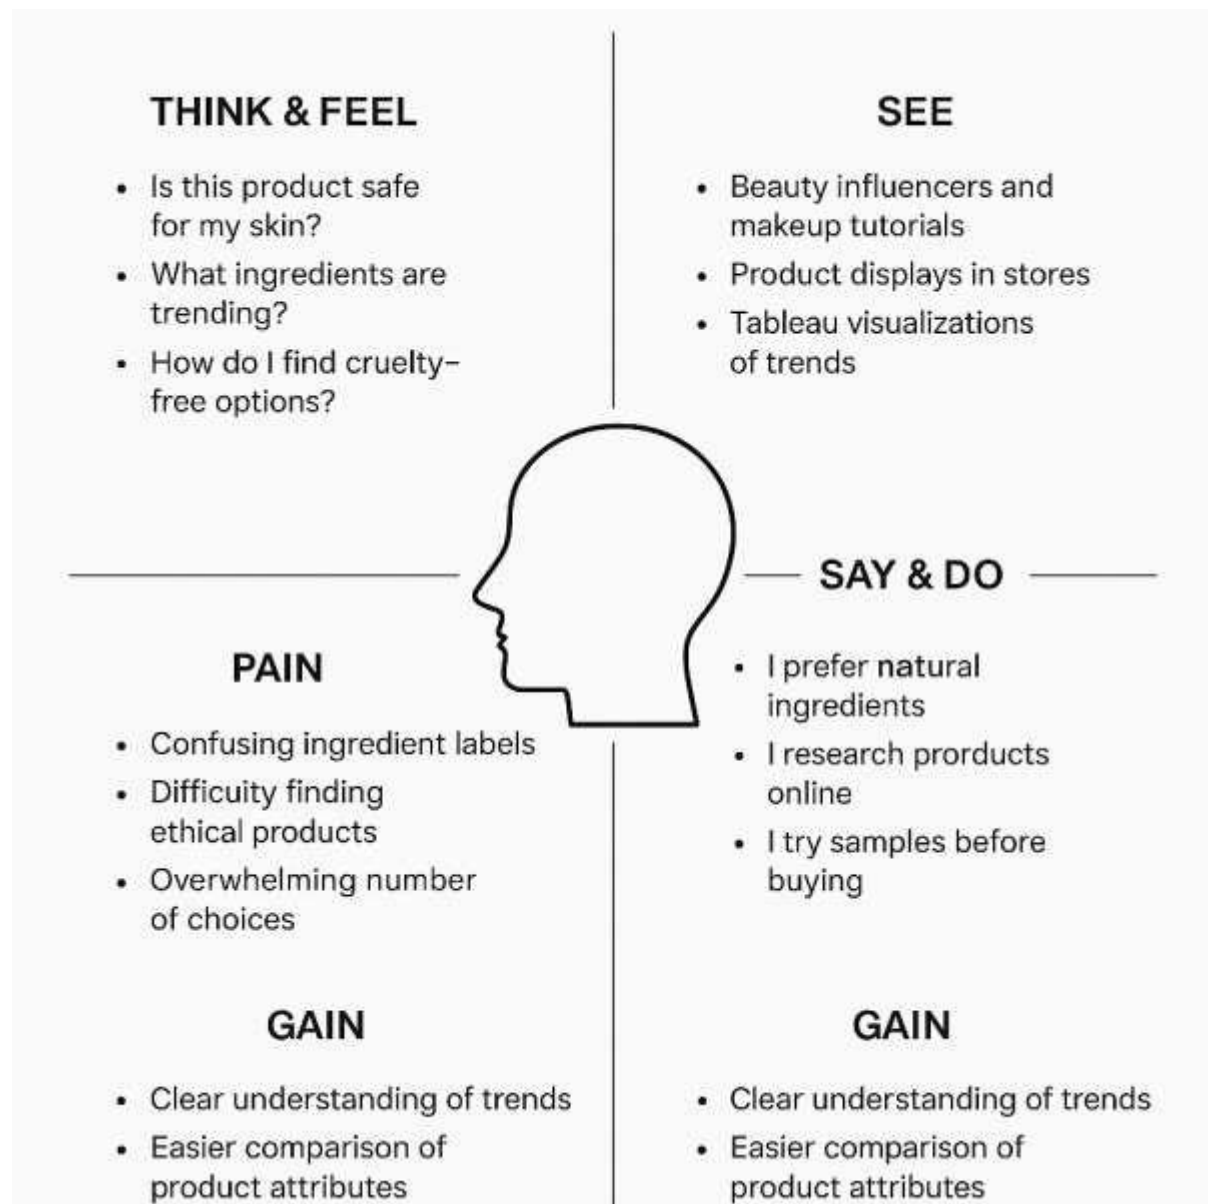 THINK & FEEL
• Is this product safe
for my skin?
• What ingredients are
trending?
• How do I find cruelty–
free options?
SEE
• Beauty influencers and
makeup tutorials
• Product displays in stores
• Tableau visualizations
of trends
PAIN
• Confusing ingredient labels
• Difficuity finding
ethical products
• Overwhelming number
of choices
SAY & DO
• I prefer natural
ingredients
• I research prorducts
online
• I try samples before
buying
GAIN
• Clear understanding of trends
• Easier comparison of
product attributes
GAIN
• Clear understanding of trends
• Easier comparison of
product attributes